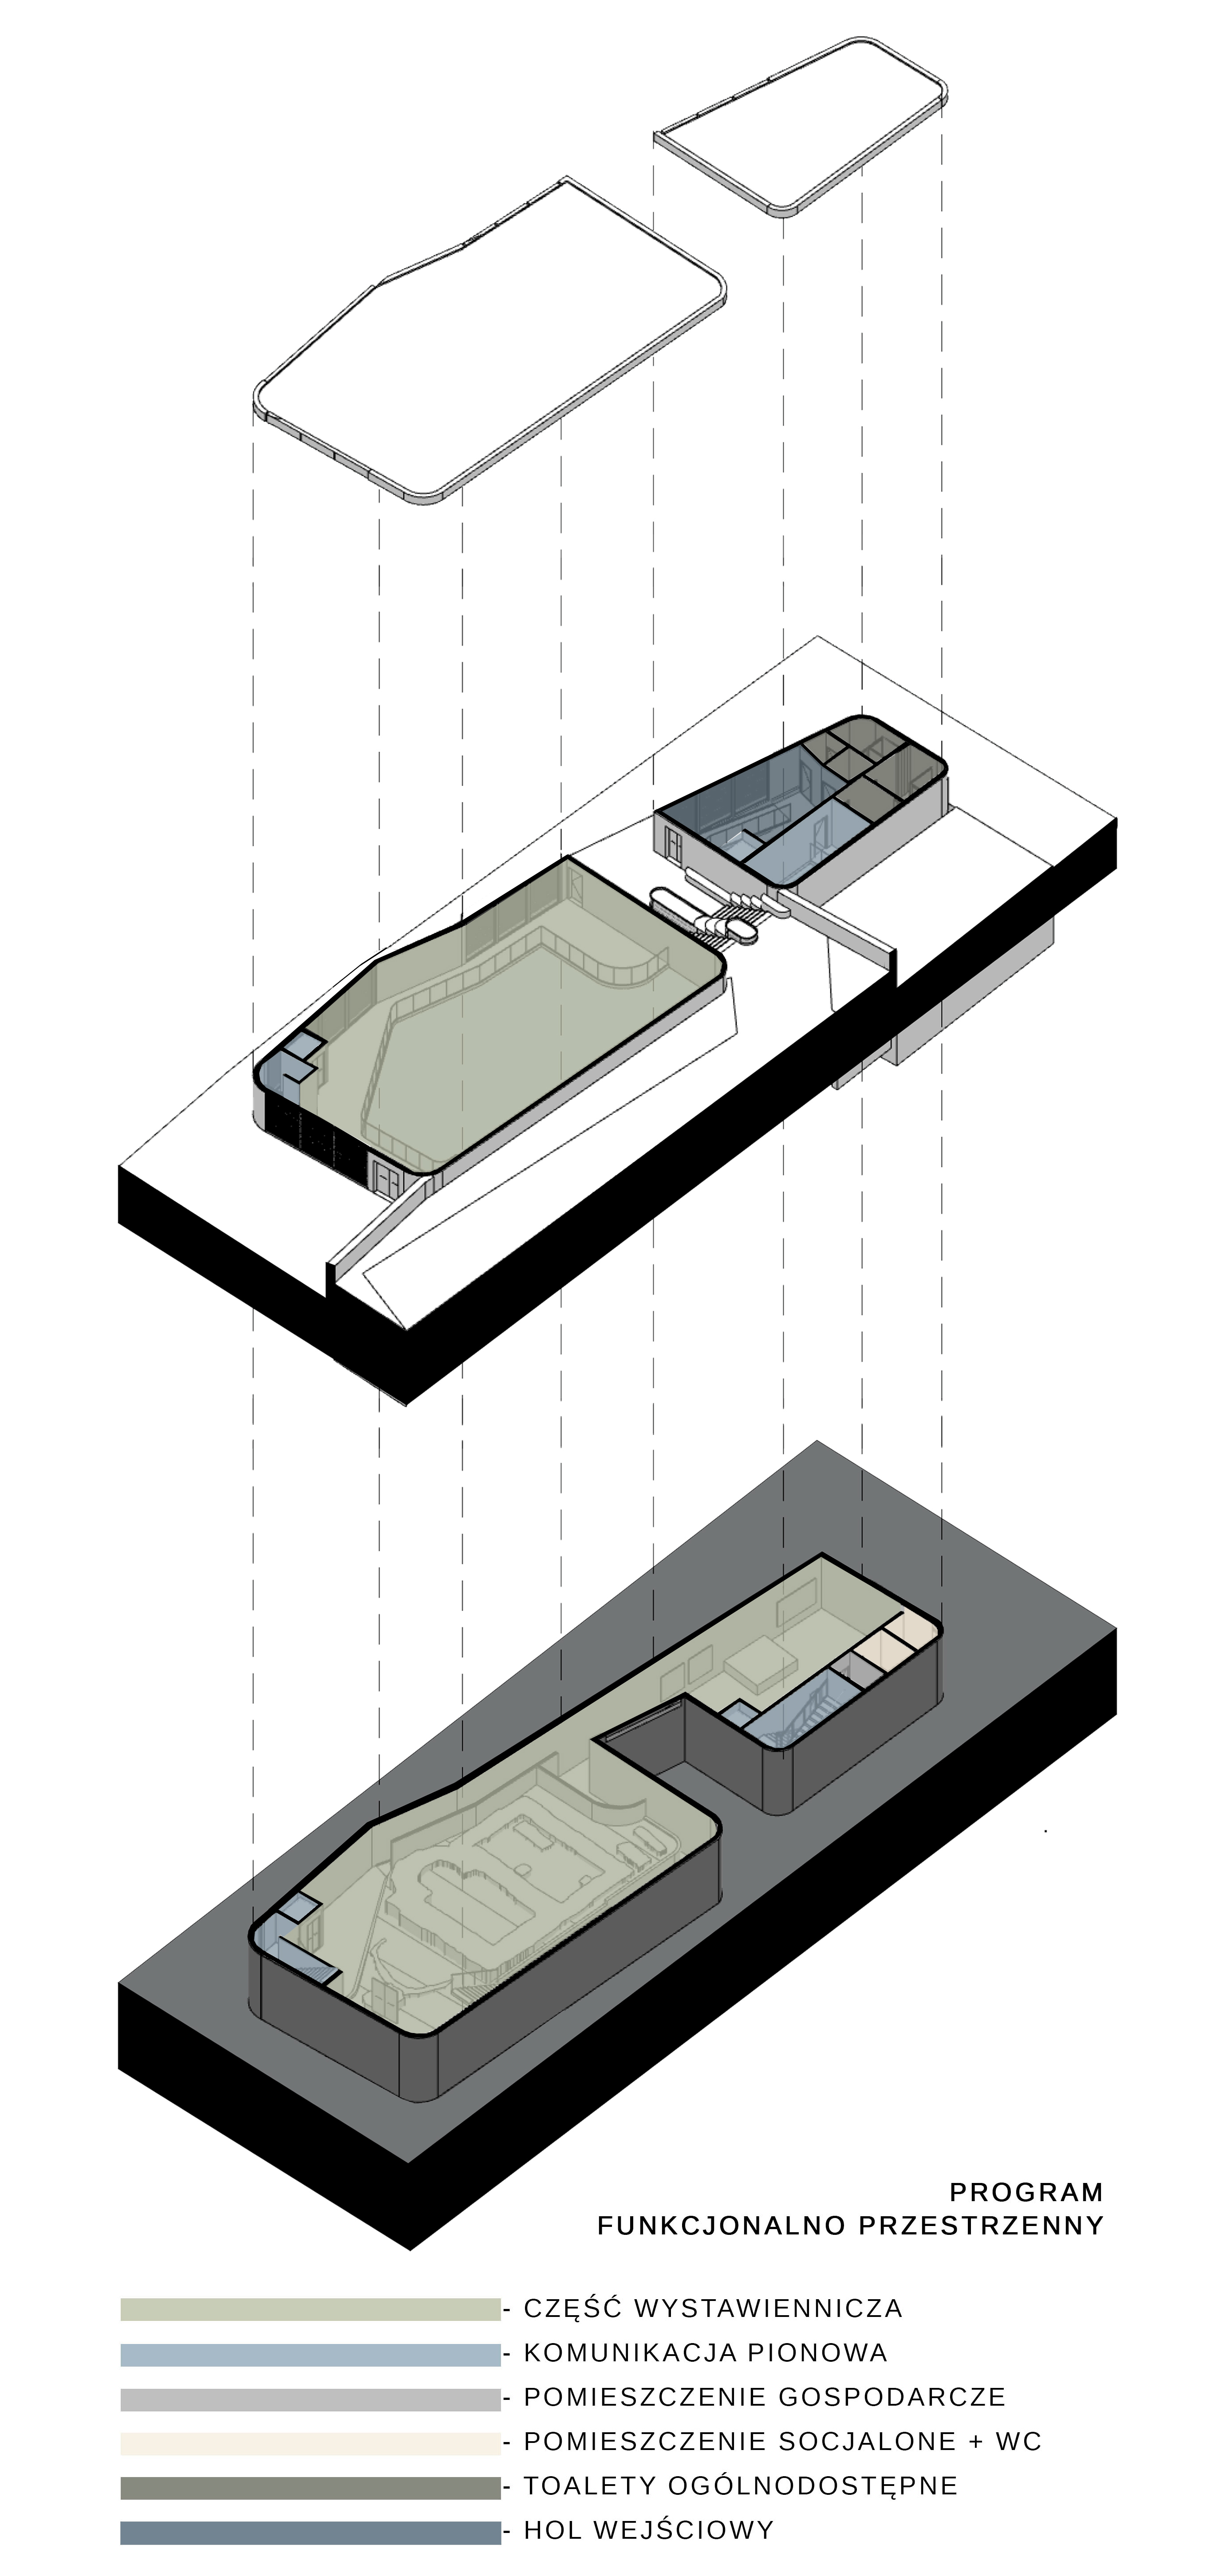 PROGRAM
FUNKCJONALNO PRZESTRZENNY
- CZĘŚĆ WYSTAWIENNICZA
- KOMUNIKACJA PIONOWA
- POMIESZCZENIE GOSPODARCZE
- POMIESZCZENIE SOCJALONE + WC
- TOALETY OGÓLNODOSTĘPNE
- HOL WEJŚCIOWY